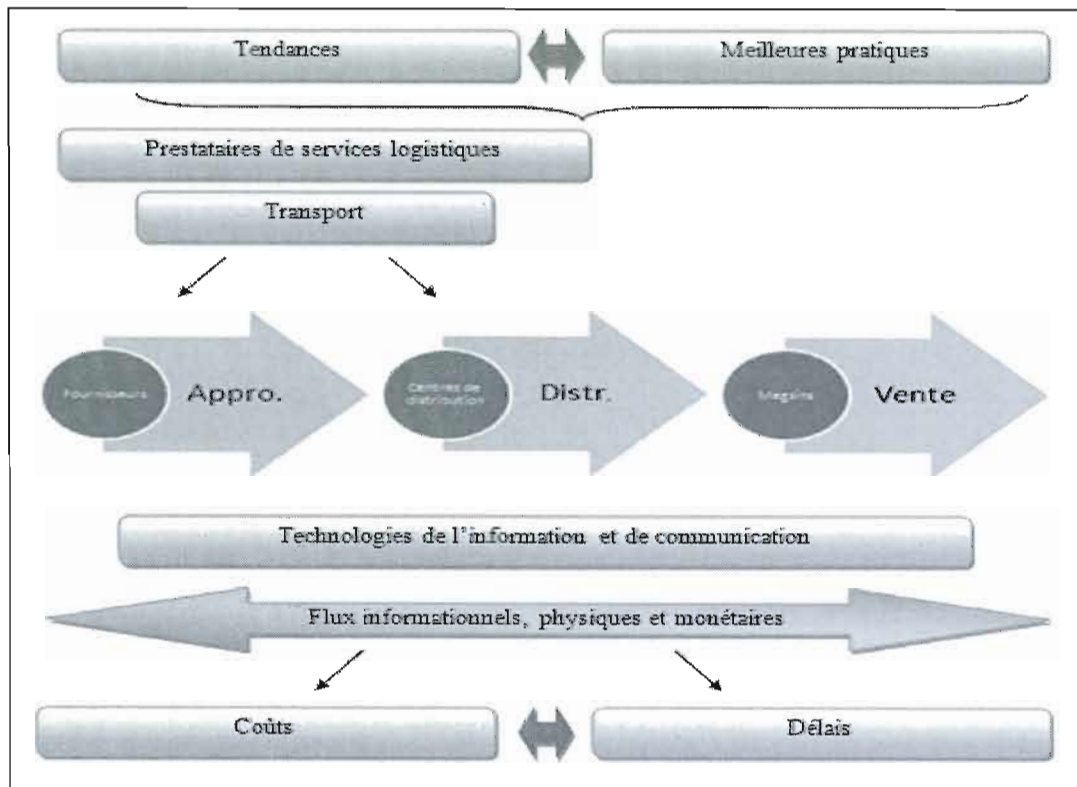 Tendances
Meilleures pratiques
Prestataires de services logistiques
Transport
Fournisseurs
Appro.
Centres de
distribution
Distr.
Magains
Vente
Technologies de l'information et de communication
Flux informationnels, physiques et monétaires
Coûts
Délais